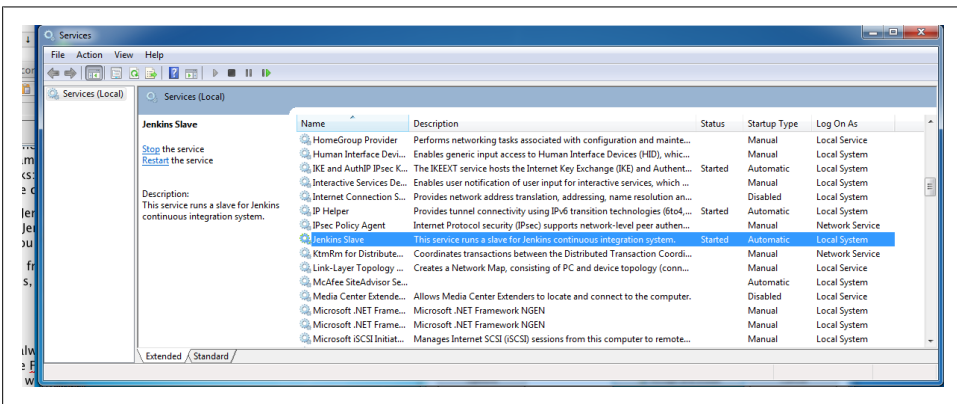 Services
File Action View Help
Services (Local)
Services (Local)
Jenkins Slave
Stop the service
Restart the service
Description:
This service runs a slave for Jenkins
continuous integration system.
Name Description Status Startup Type Log On As
HomeGroup Provider Performs networking tasks associated with configuration and mainte... Manual Local Service
Human Interface Devi... Enables generic input access to Human Interface Devices (HID), whic... Manual Local System
IKE and AuthIP IPsec K... The IKEEXT service hosts the Internet Key Exchange (IKE) and Authent... Started Automatic Local System
Interactive Services De... Enables user notification of user input for interactive services, which ... Manual Local System
Internet Connection S... Provides network address translation, addressing, name resolution an... Disabled Local System
IP Helper Provides tunnel connectivity using IPv6 transition technologies (6to4,... Started Automatic Local System
IPsec Policy Agent Internet Protocol security (IPsec) supports network-level peer authen... Manual Network Service
Jenkins Slave This service runs a slave for Jenkins continuous integration system. Started Automatic Local System
KtmRm for Distribute... Coordinates transactions between the Distributed Transaction Coordi... Manual Network Service
Link-Layer Topology ... Creates a Network Map, consisting of PC and device topology (conn... Manual Local Service
McAfee SiteAdvisor Se... Automatic Local System
Media Center Extende... Allows Media Center Extenders to locate and connect to the computer. Disabled Local Service
Microsoft .NET Frame... Microsoft .NET Framework NGEN Manual Local System
Microsoft .NET Frame... Microsoft .NET Framework NGEN Manual Local System
Microsoft iSCSI Initiat... Manages Internet SCSI (iSCSI) sessions from this computer to remote... Manual Local System
Extended Standard